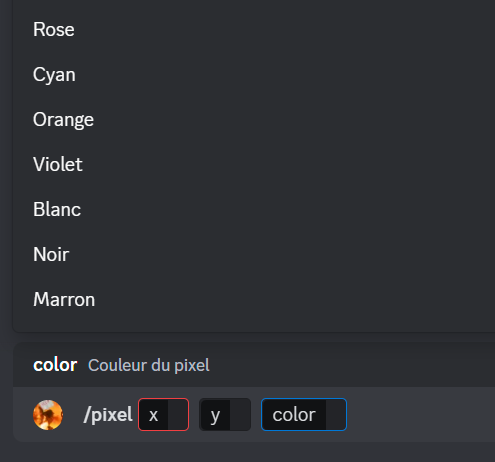 Rose
Cyan
Orange
Violet
Blanc
Noir
Marron
color Couleur du pixel
/pixel x y color